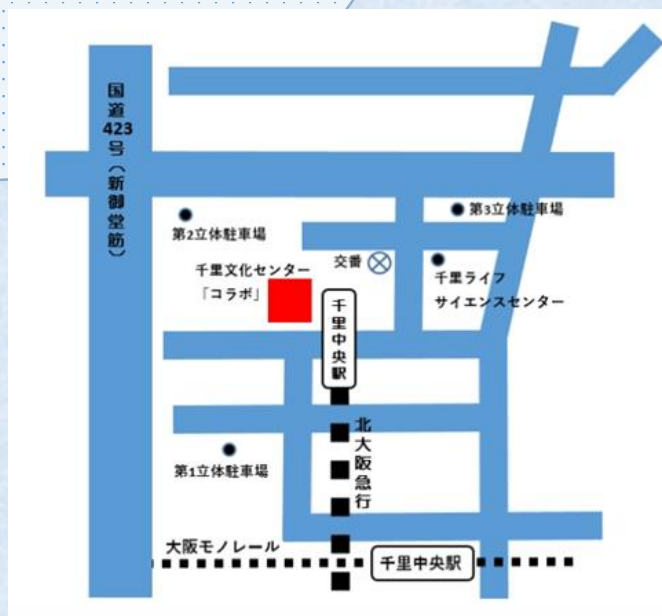 国道423号(新御堂筋)
第3立体駐車場
第2立体駐車場
交番
千里文化センター
「コラボ」
千里ライフ
サイエンスセンター
千里中央駅
北大阪急行
第1立体駐車場
大阪モノレール
千里中央駅